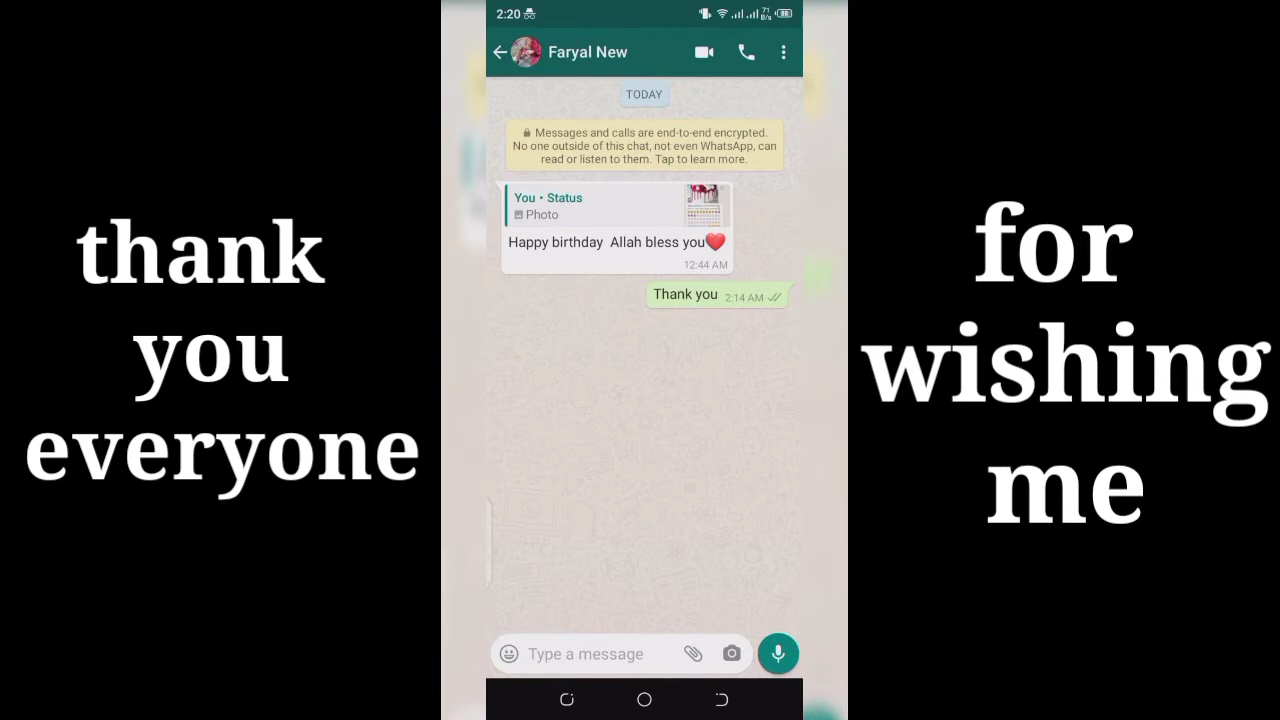 thank
you
everyone
2:20
71
B/s
Faryal New
TODAY
Messages and calls are end-to-end encrypted.
No one outside of this chat, not even WhatsApp, can
read or listen to them. Tap to learn more.
You • Status
Photo
Happy birthday  Allah bless you❤️
12:44 AM
Thank you 2:14 AM
Type a message
for
wishing
me